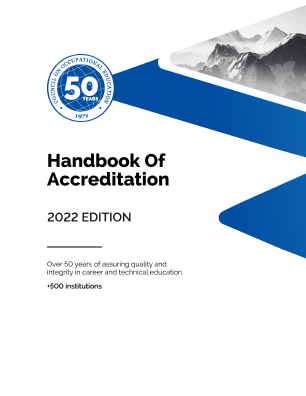 COUNCIL ON OCCUPATIONAL EDUCATION
50
YEARS
1971
Handbook Of
Accreditation
2022 EDITION
Over 50 years of assuring quality and
integrity in career and technical education.
+500 institutions